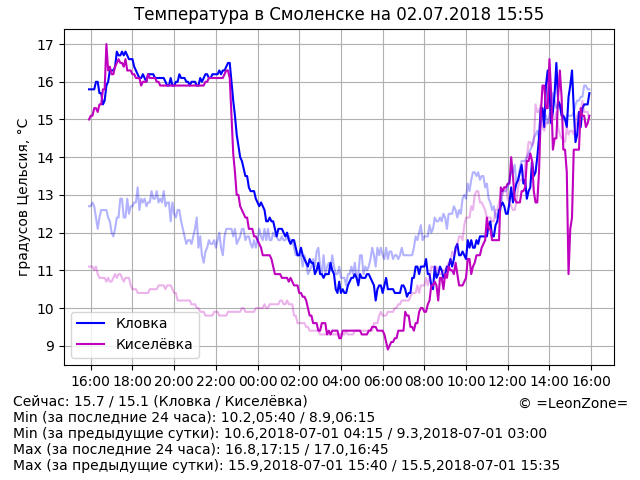 Температура в Смоленске на 02.07.2018 15:55
градусов Цельсия, °C
17
16
15
14
13
12
11
10
9
Кловка
Киселёвка
16:00 18:00 20:00 22:00 00:00 02:00 04:00 06:00 08:00 10:00 12:00 14:00 16:00
Сейчас: 15.7 / 15.1 (Кловка / Киселёвка)
© =LeonZone=
Min (за последние 24 часа): 10.2,05:40 / 8.9,06:15
Min (за предыдущие сутки): 10.6,2018-07-01 04:15 / 9.3,2018-07-01 03:00
Max (за последние 24 часа): 16.8,17:15 / 17.0,16:45
Max (за предыдущие сутки): 15.9,2018-07-01 15:40 / 15.5,2018-07-01 15:35